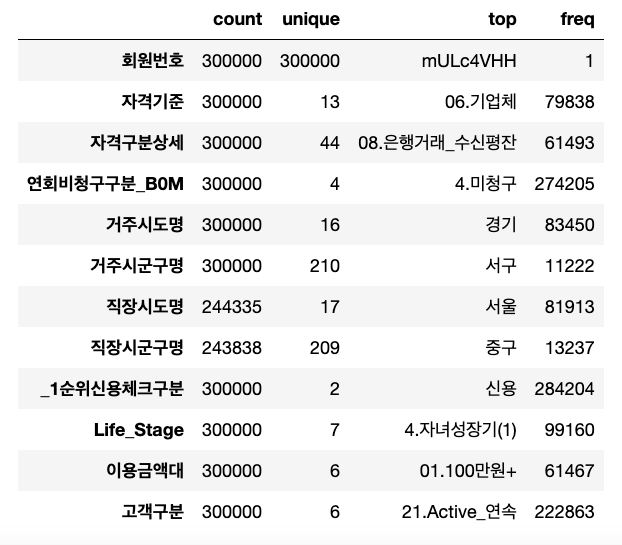 count unique top freq
회원번호 300000 300000 mULc4VHH 1
자격기준 300000 13 06.기업체 79838
자격구분상세 300000 44 08.은행거래_수신평잔 61493
연회비청구구분_B0M 300000 4 4.미청구 274205
거주시도명 300000 16 경기 83450
거주시군구명 300000 210 서구 11222
직장시도명 244335 17 서울 81913
직장시군구명 243838 209 중구 13237
_1순위신용체크구분 300000 2 신용 284204
Life_Stage 300000 7 4.자녀성장기(1) 99160
이용금액대 300000 6 01.100만원+ 61467
고객구분 300000 6 21.Active_연속 222863